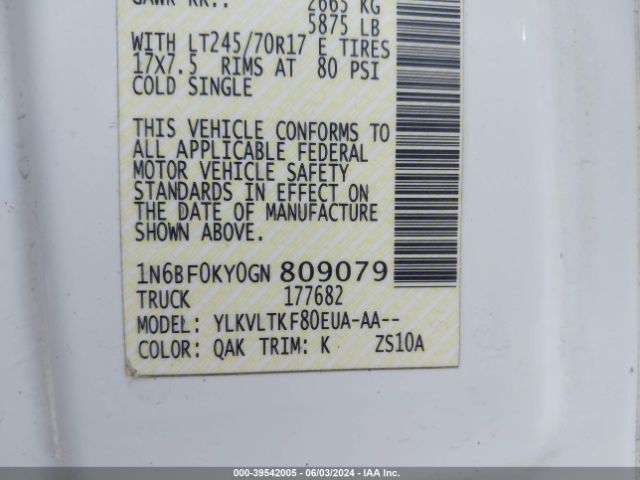 GAWR RR.: 2665 KG
5875 LB
WITH LT245/70R17 E TIRES
17X7.5 RIMS AT 80 PSI
COLD SINGLE
THIS VEHICLE CONFORMS TO
ALL APPLICABLE FEDERAL
MOTOR VEHICLE SAFETY
STANDARDS IN EFFECT ON
THE DATE OF MANUFACTURE
SHOWN ABOVE.
1N6BF0KY0GN 809079
TRUCK 177682
MODEL: YLKVLTKF80EUA-AA--
COLOR: QAK TRIM: K ZS10A
000-39542005 - 06/03/2024 - IAA Inc.